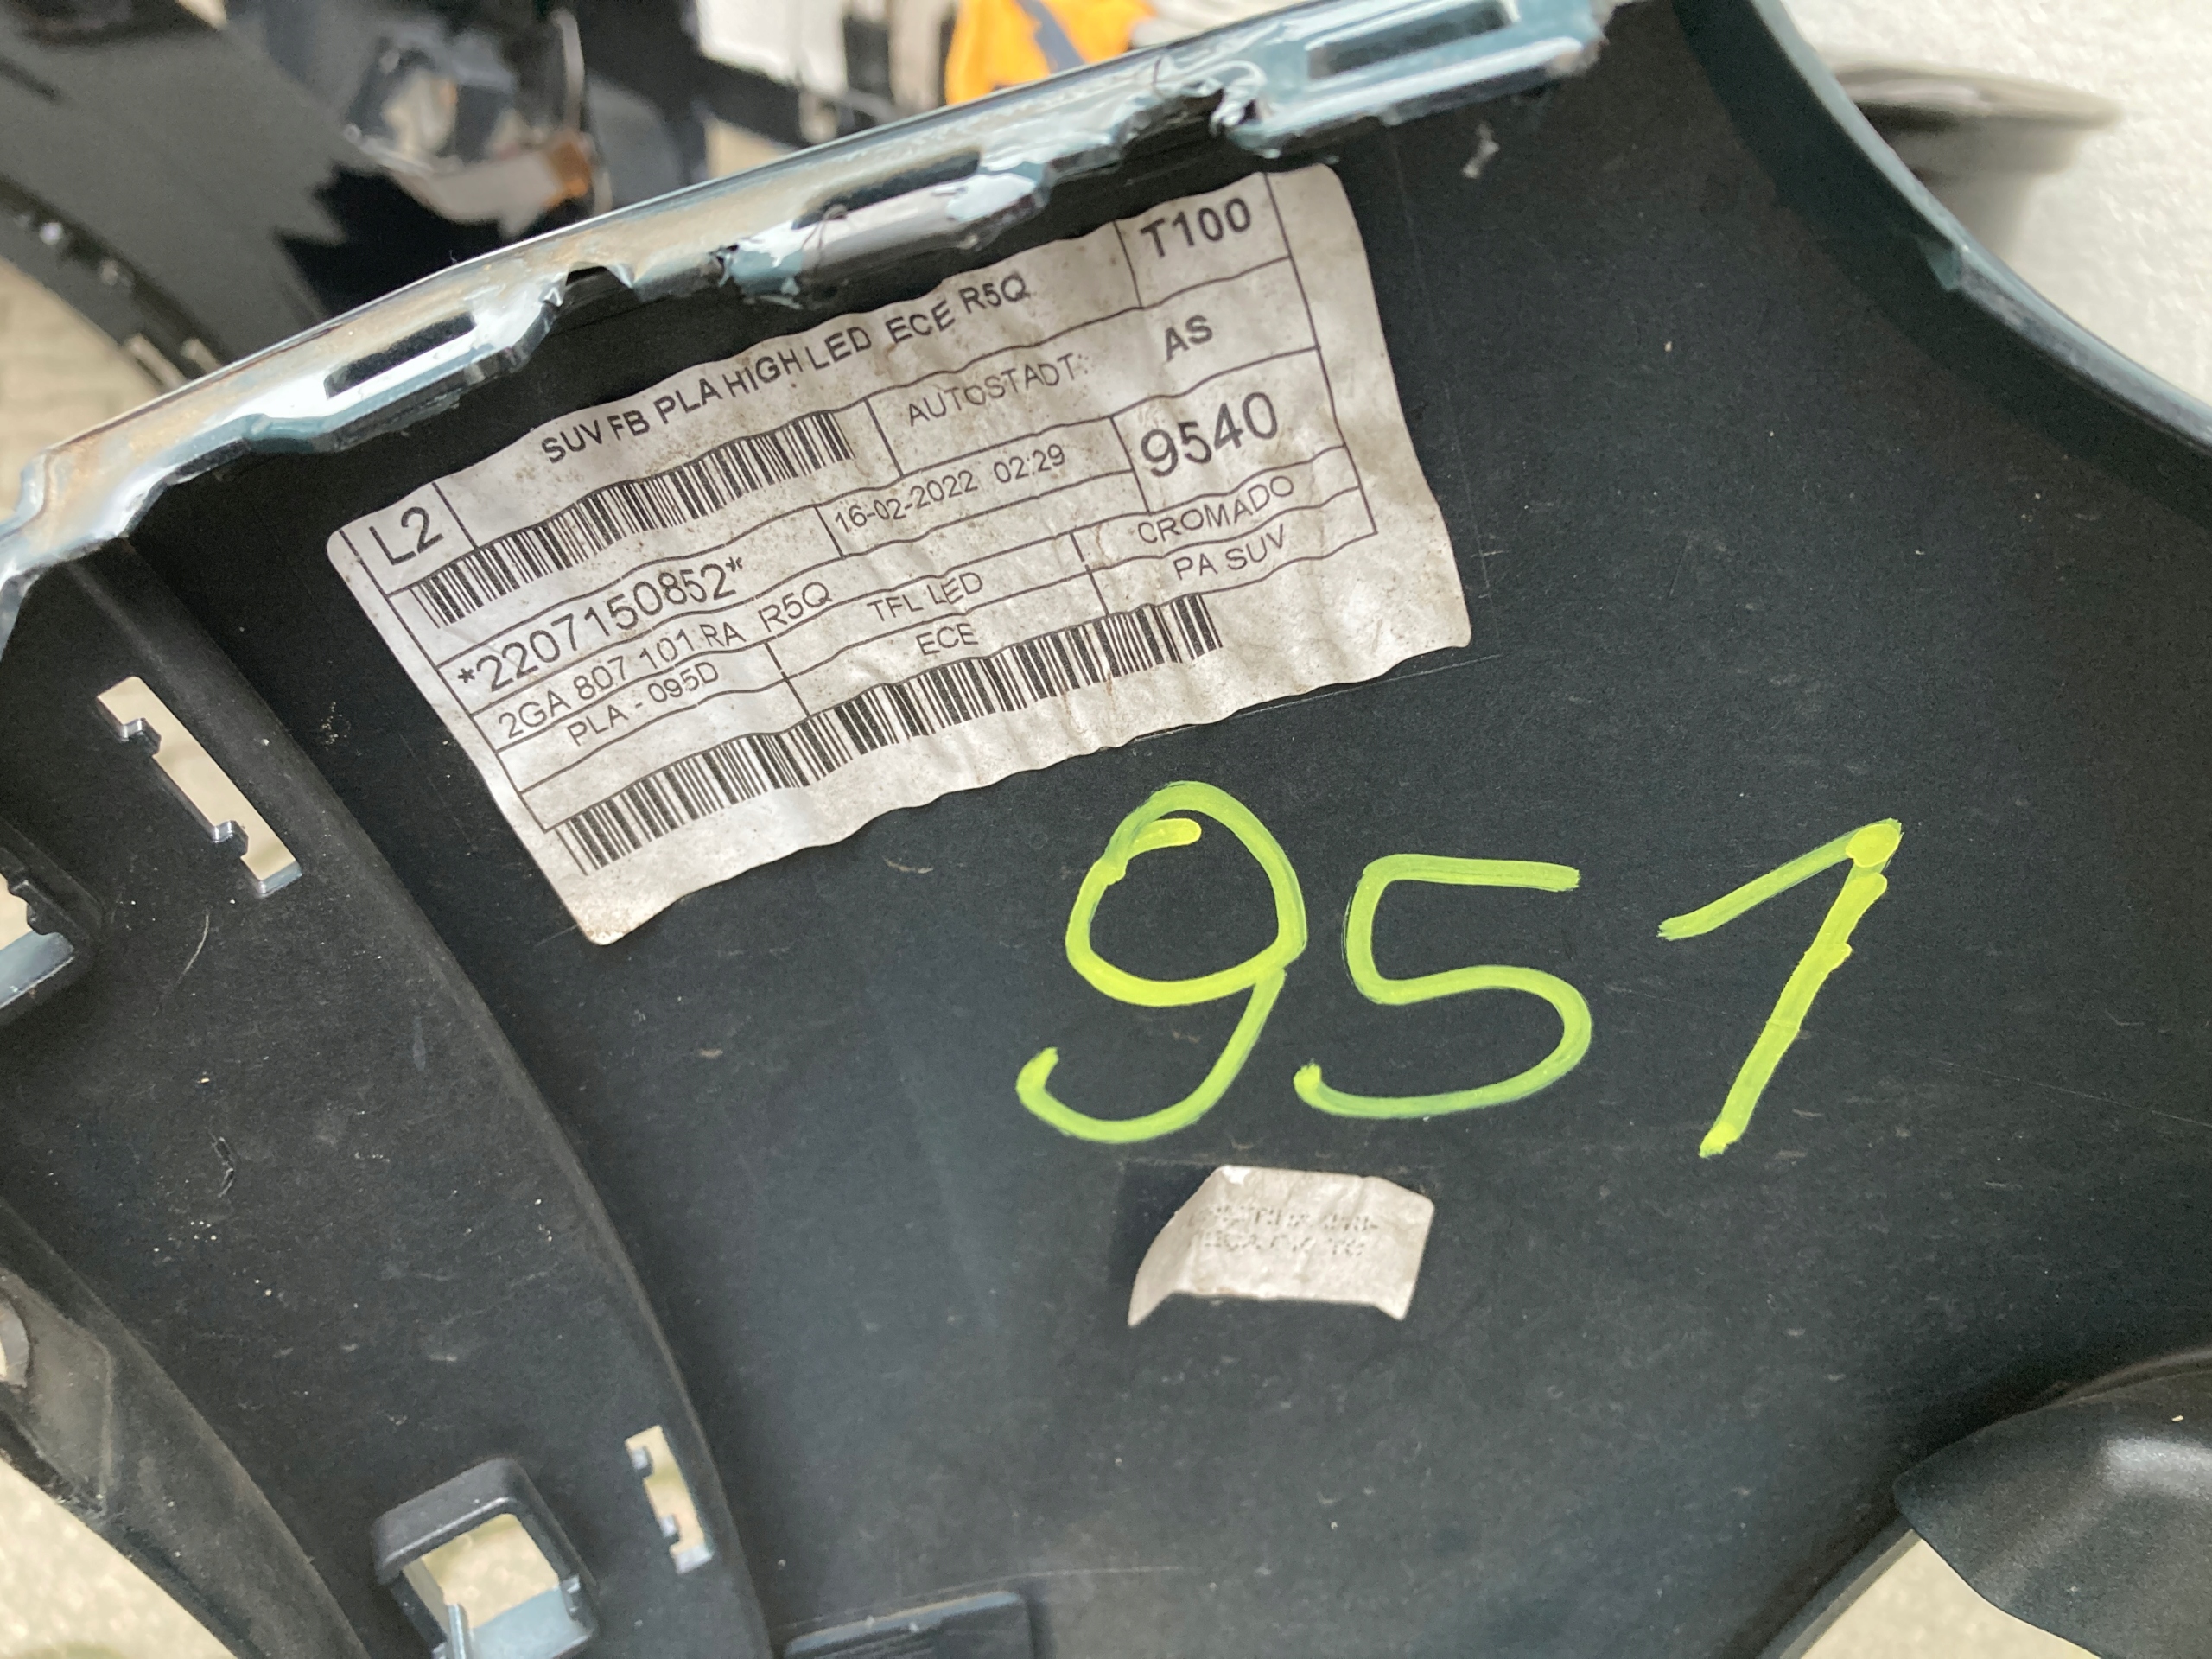 L2 SUV FB PLA HIGH LED ECE R5Q T100
AUTOSTADT: AS
*2207150852* 16-02-2022 02:29 9540
2GA 807 101 RA R5Q TFL LED CROMADO
PLA - 095D ECE PA SUV
951